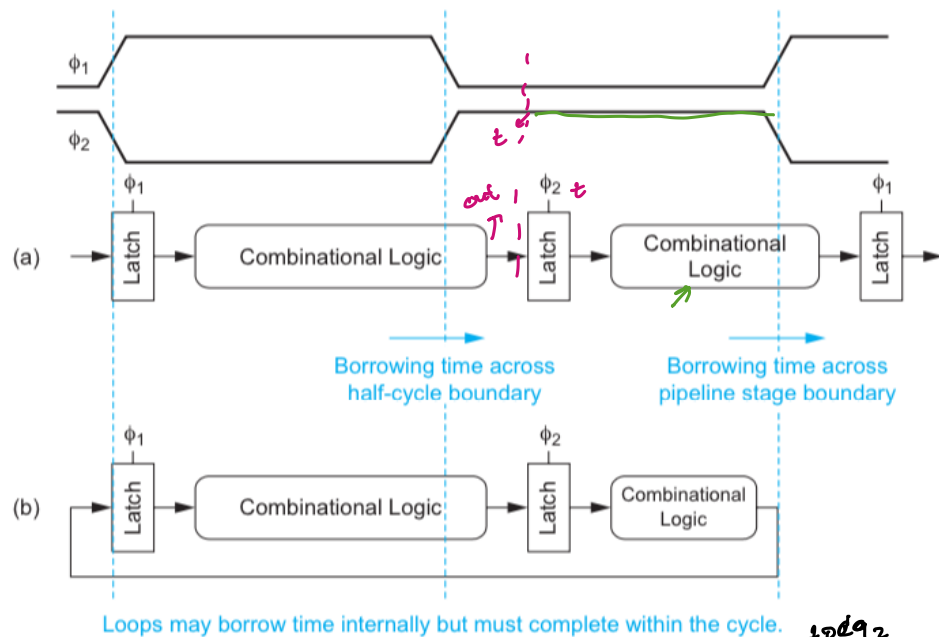 ϕ1
ϕ2
t
ϕ1
ϕ2 t
ϕ1
(a)
Latch
Combinational Logic
Latch
Combinational
Logic
Latch
Borrowing time across
half-cycle boundary
Borrowing time across
pipeline stage boundary
ϕ1
ϕ2
(b)
Latch
Combinational Logic
Latch
Combinational
Logic
Loops may borrow time internally but must complete within the cycle.